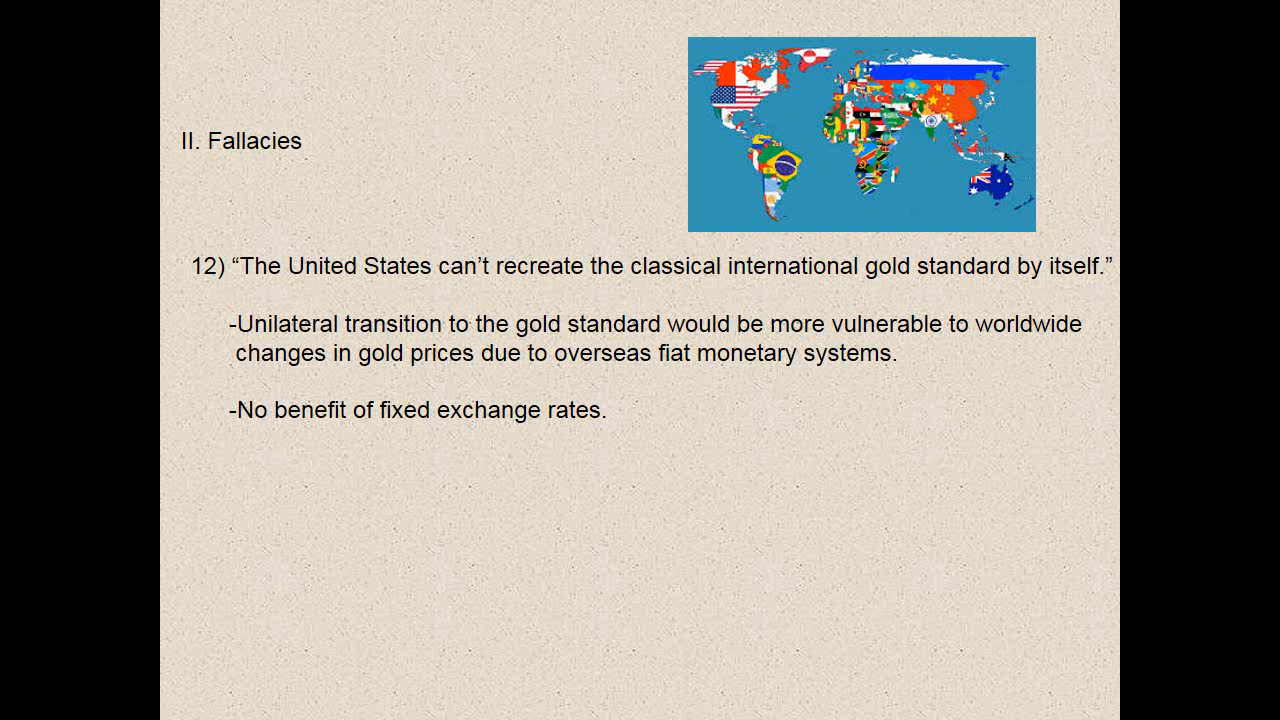 II. Fallacies
12) “The United States can’t recreate the classical international gold standard by itself.”
-Unilateral transition to the gold standard would be more vulnerable to worldwide
changes in gold prices due to overseas fiat monetary systems.
-No benefit of fixed exchange rates.